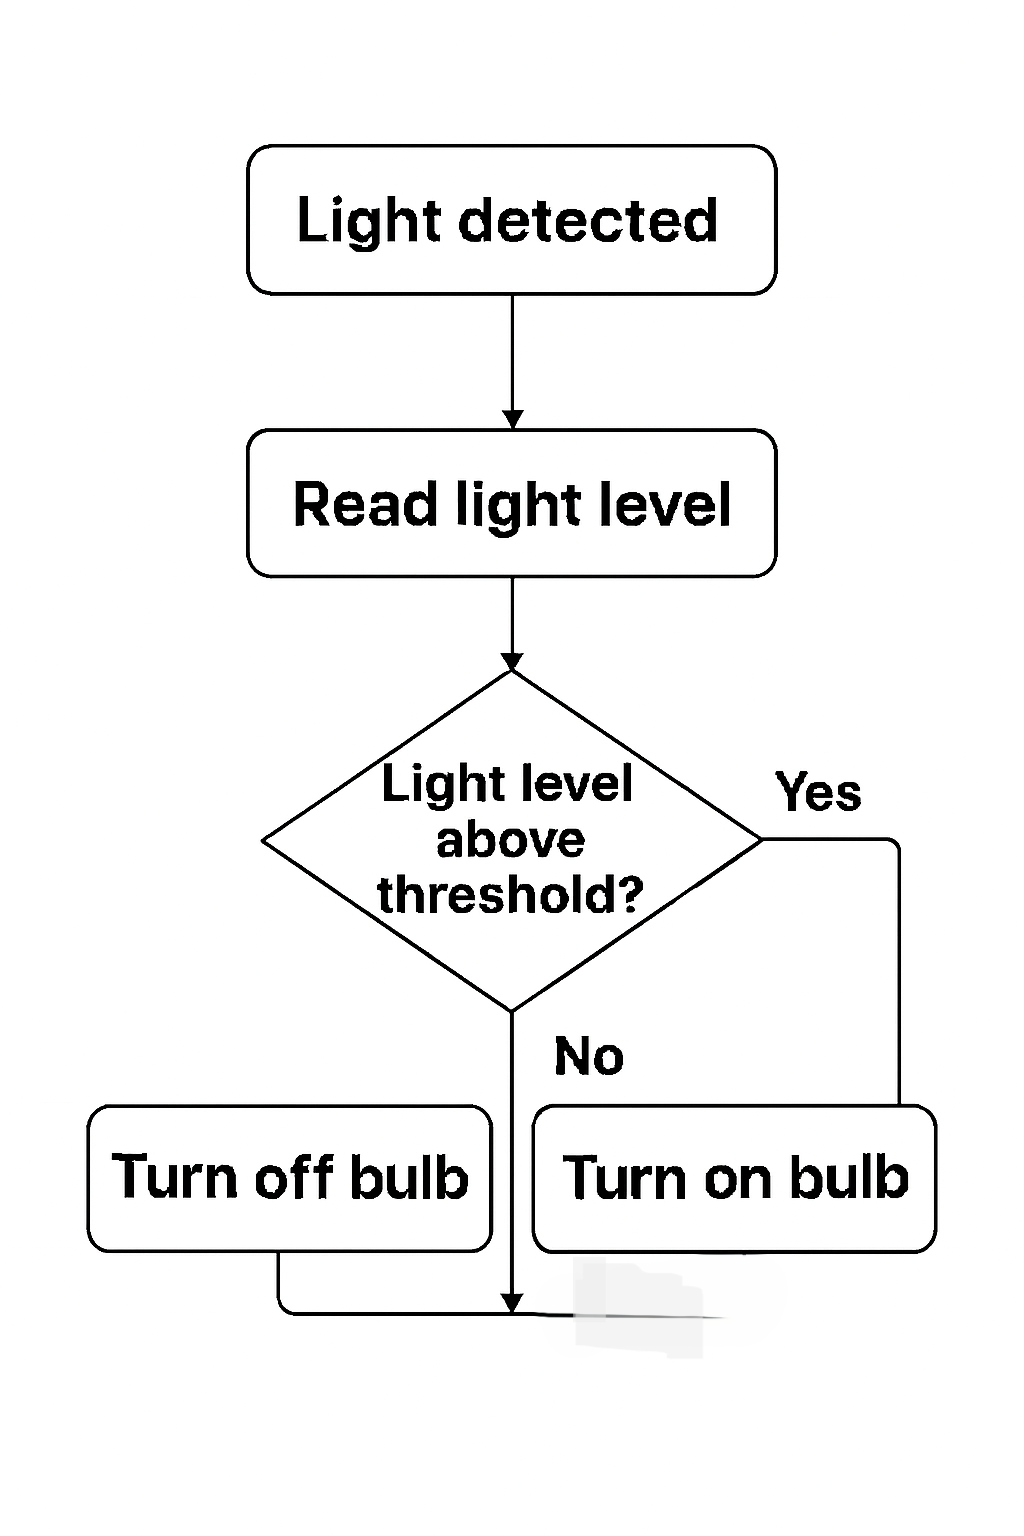 Light detected
Read light level
Light level
above
threshold?
Yes
No
Turn off bulb
Turn on bulb